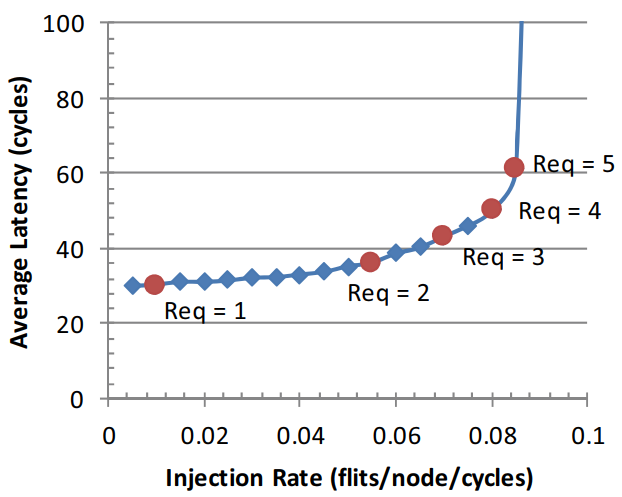 100
80
60
40
20
0
Average Latency (cycles)
Req = 5
Req = 4
Req = 3
Req = 2
Req = 1
0 0.02 0.04 0.06 0.08 0.1
Injection Rate (flits/node/cycles)